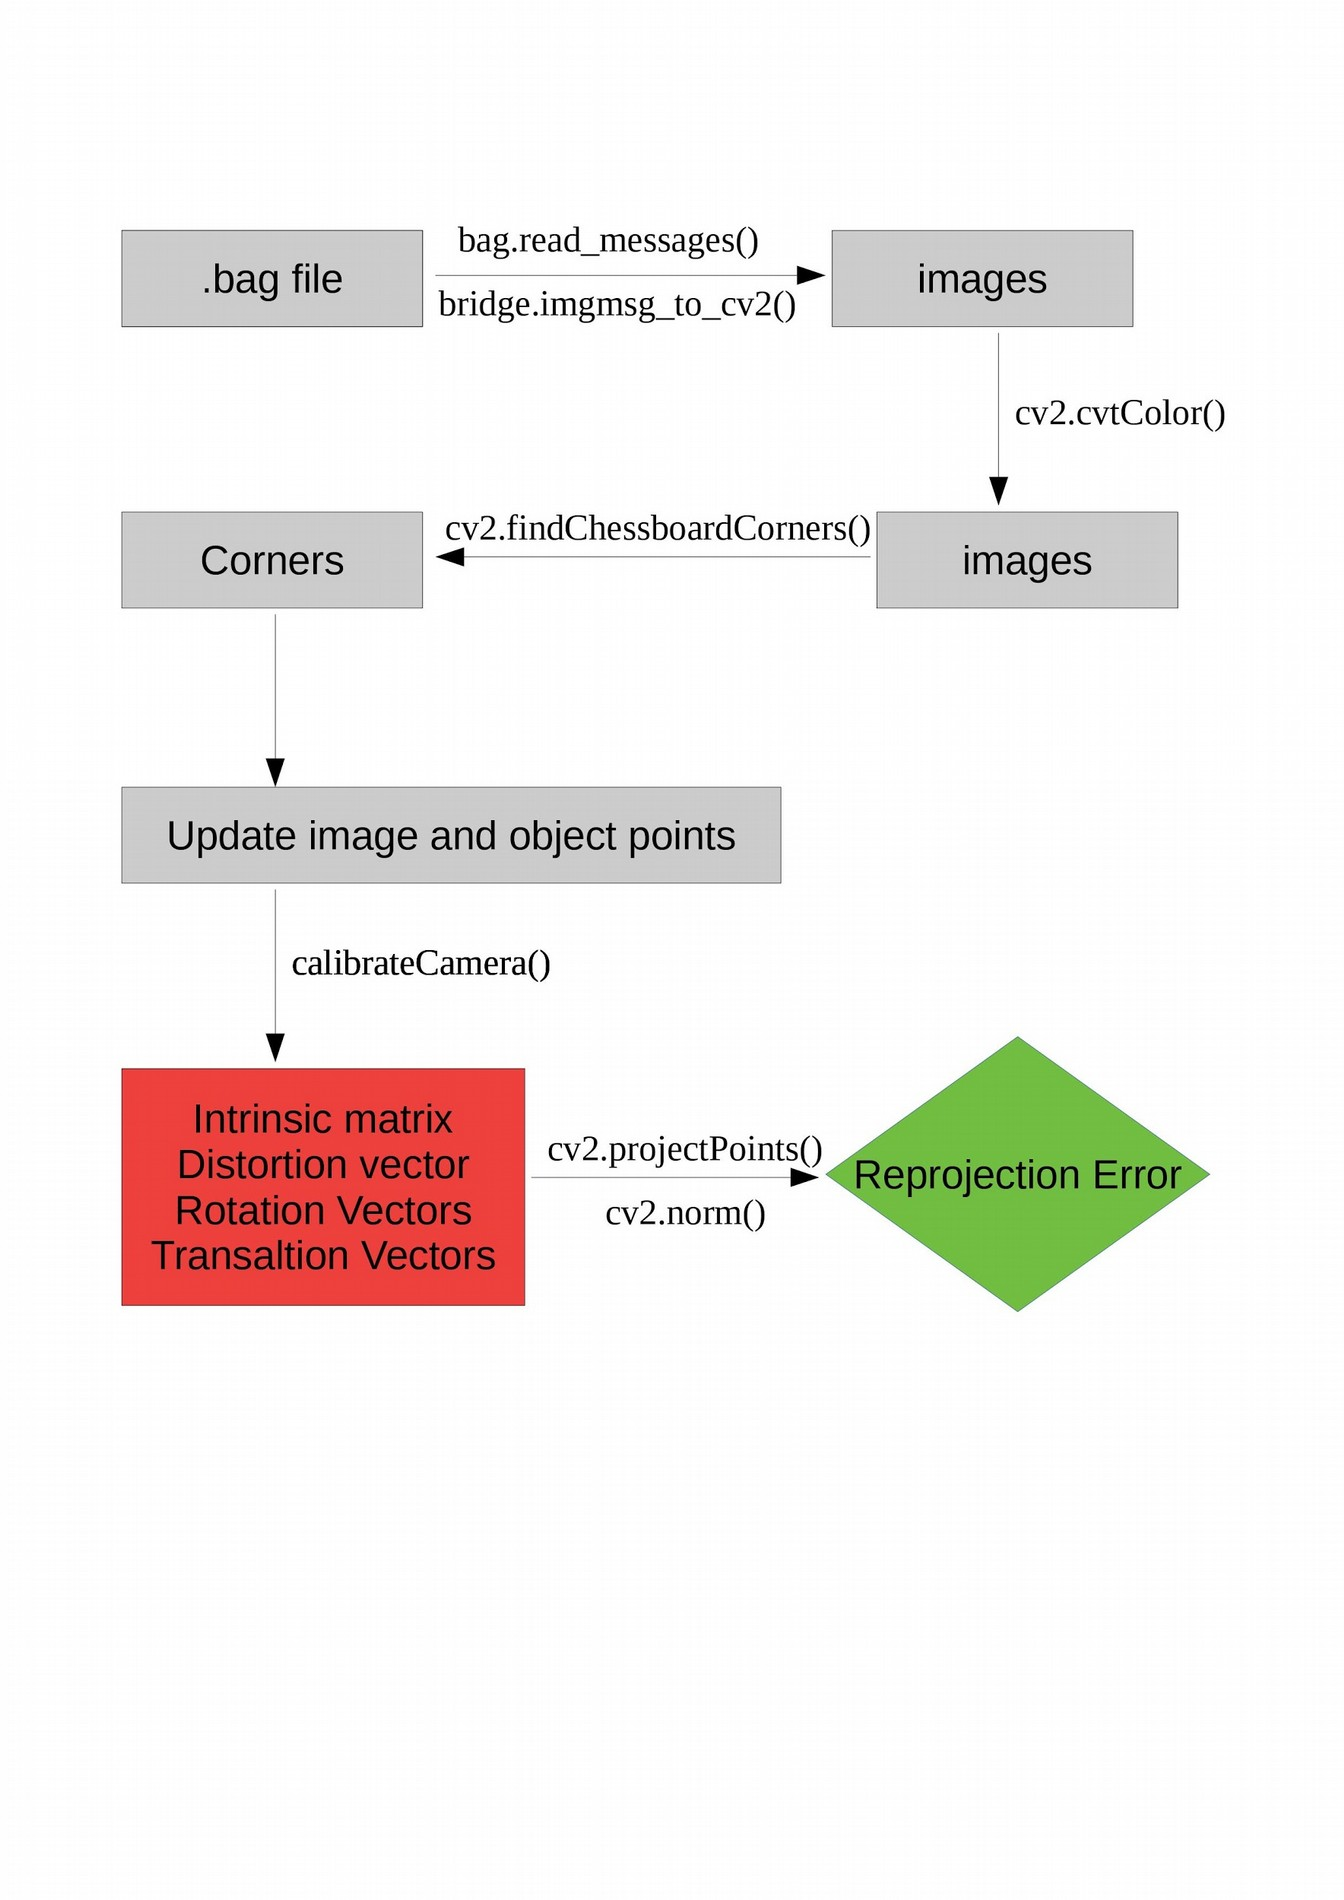 .bag file
bag.read_messages()
bridge.imgmsg_to_cv2()
images
cv2.cvtColor()
images
cv2.findChessboardCorners()
Corners
Update image and object points
calibrateCamera()
Intrinsic matrix
Distortion vector
Rotation Vectors
Transaltion Vectors
cv2.projectPoints()
cv2.norm()
Reprojection Error